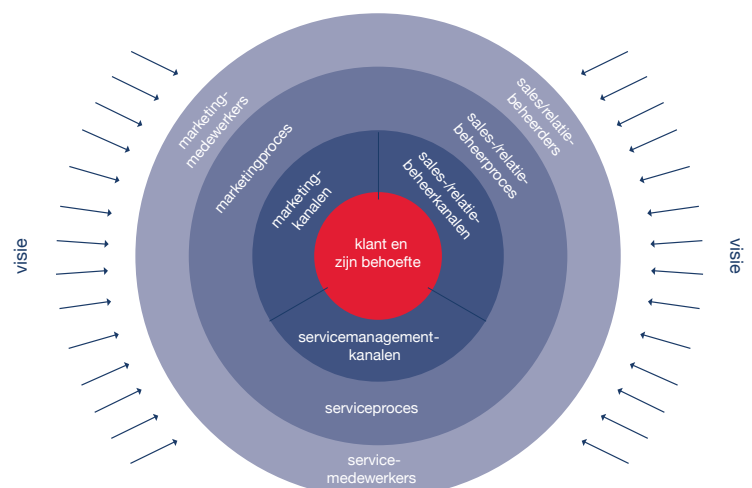 marketing-
medewerkers
sales/relatie-
beheerders
marketingproces
sales-/relatie-
beheerproces
marketing-
kanalen
sales-/relatie-
beheerkanalen
visie
klant en
zijn behoefte
visie
servicemanagement-
kanalen
serviceproces
service-
medewerkers